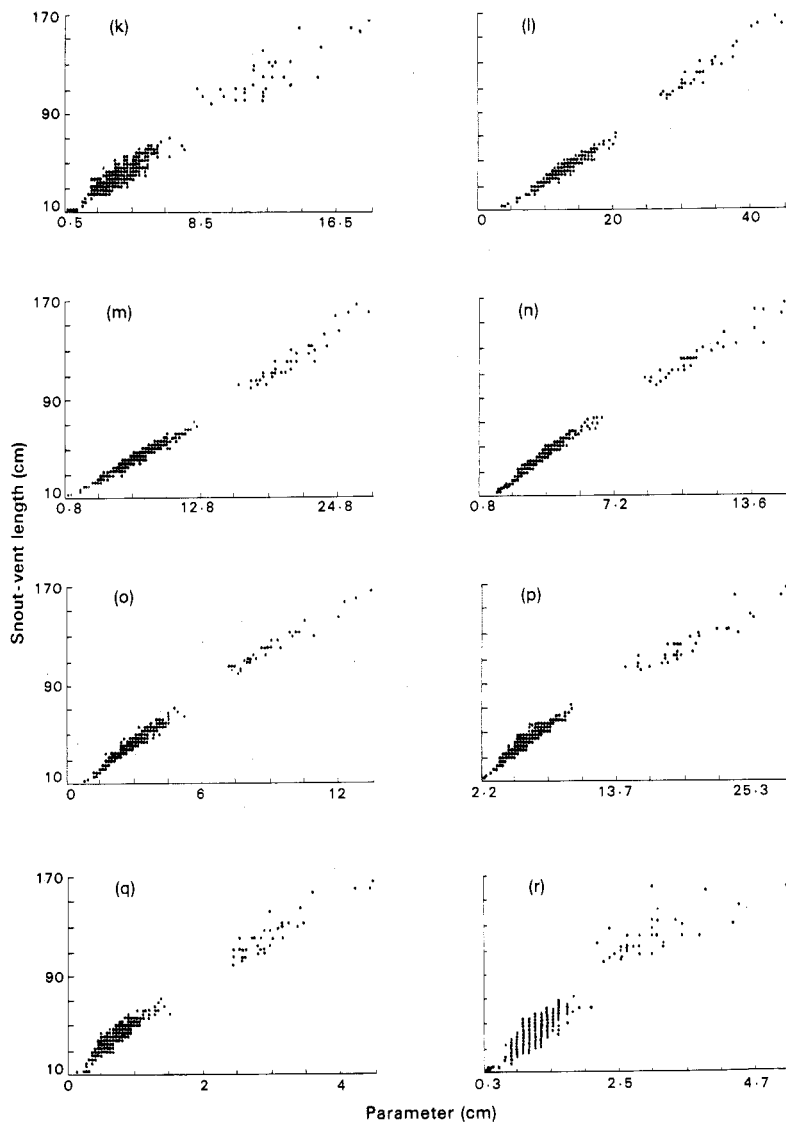 170 (k) (l)
90
10
0·5 8·5 16·5 0 20 40
170 (m) (n)
90
10
0·8 12·8 24·8 0·8 7·2 13·6
Snout-vent length (cm)
170 (o) (p)
90
10
0 6 12 2·2 13·7 25·3
170 (q) (r)
90
10
0 2 4 0·3 2·5 4·7
Parameter (cm)